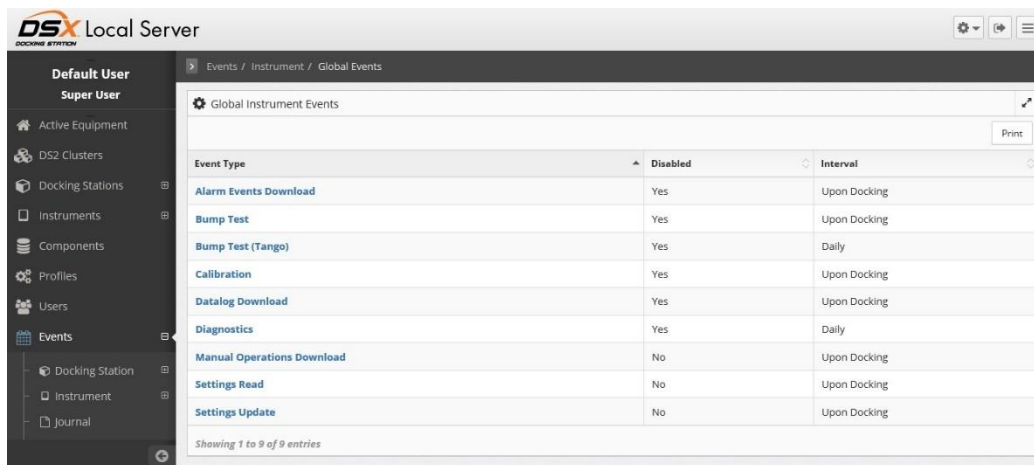 DSX Local Server
DOCKING STATION
Default User
Super User
Active Equipment
DS2 Clusters
Docking Stations
Instruments
Components
Profiles
Users
Events
Docking Station
Instrument
Journal
Events / Instrument / Global Events
Global Instrument Events
Print
Event Type Disabled Interval
Alarm Events Download Yes Upon Docking
Bump Test Yes Upon Docking
Bump Test (Tango) Yes Daily
Calibration Yes Upon Docking
Datalog Download Yes Upon Docking
Diagnostics Yes Daily
Manual Operations Download No Upon Docking
Settings Read No Upon Docking
Settings Update No Upon Docking
Showing 1 to 9 of 9 entries